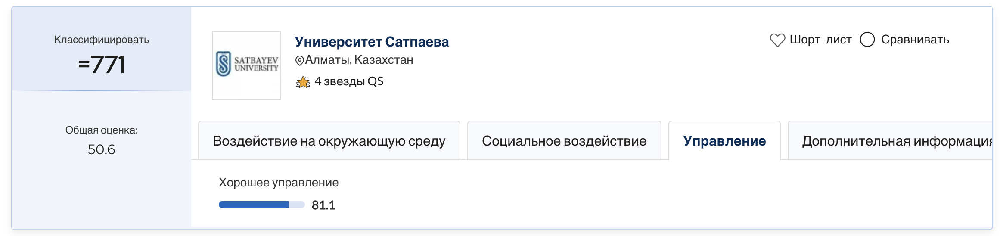 Классифицировать
=771
Общая оценка:
50.6
SATBAYEV
UNIVERSITY
Университет Сатпаева
Алматы, Казахстан
4 звезды QS
Шорт-лист
Сравнивать
Воздействие на окружающую среду
Социальное воздействие
Управление
Дополнительная информация
Хорошее управление
81.1